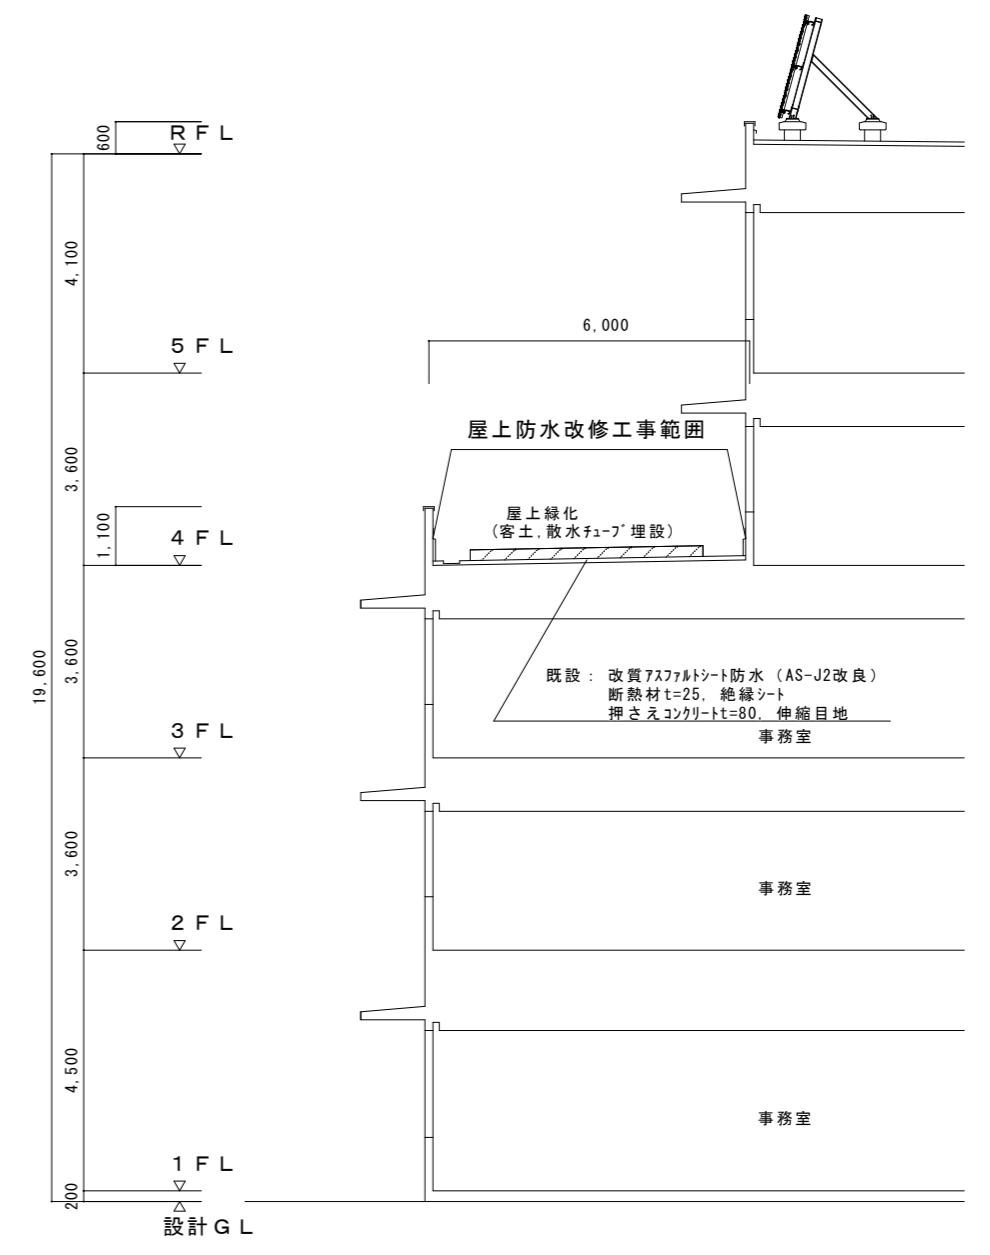 600
ＲＦＬ
4,100
6,000
５ＦＬ
屋上防水改修工事範囲
3,600
1,100
４ＦＬ
屋上緑化
(客土,散水ﾁｭｰﾌﾞ埋設)
19,600
3,600
既設： 改質ｱｽﾌｧﾙﾄｼｰﾄ防水（AS-J2改良）
断熱材t=25, 絶縁ｼｰﾄ
押さえｺﾝｸﾘｰﾄt=80, 伸縮目地
３ＦＬ
事務室
3,600
事務室
２ＦＬ
4,500
事務室
１ＦＬ
200
設計ＧＬ